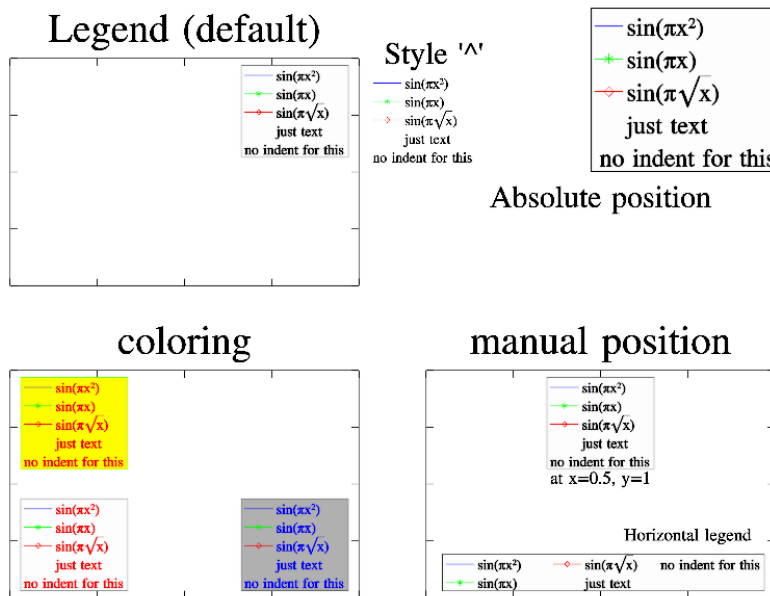 Legend (default)
sin(πx²)
sin(πx)
sin(π√x)
just text
no indent for this
Style '^'
sin(πx²)
sin(πx)
sin(π√x)
just text
no indent for this
sin(πx²)
sin(πx)
sin(π√x)
just text
no indent for this
Absolute position
coloring
sin(πx²)
sin(πx)
sin(π√x)
just text
no indent for this
sin(πx²)
sin(πx)
sin(π√x)
just text
no indent for this
sin(πx²)
sin(πx)
sin(π√x)
just text
no indent for this
manual position
sin(πx²)
sin(πx)
sin(π√x)
just text
no indent for this
at x=0.5, y=1
Horizontal legend
sin(πx²) sin(π√x) no indent for this
sin(πx) just text